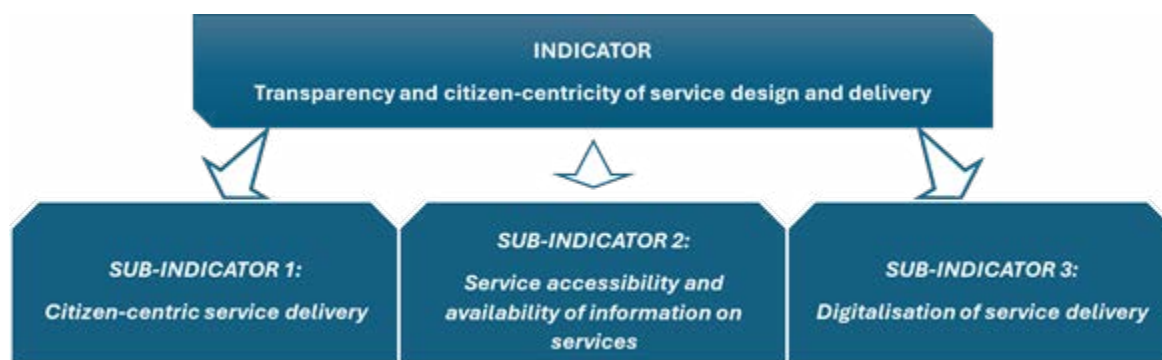 INDICATOR
Transparency and citizen-centricity of service design and delivery
SUB-INDICATOR 1:
Citizen-centric service delivery
SUB-INDICATOR 2:
Service accessibility and
availability of information on
services
SUB-INDICATOR 3:
Digitalisation of service delivery